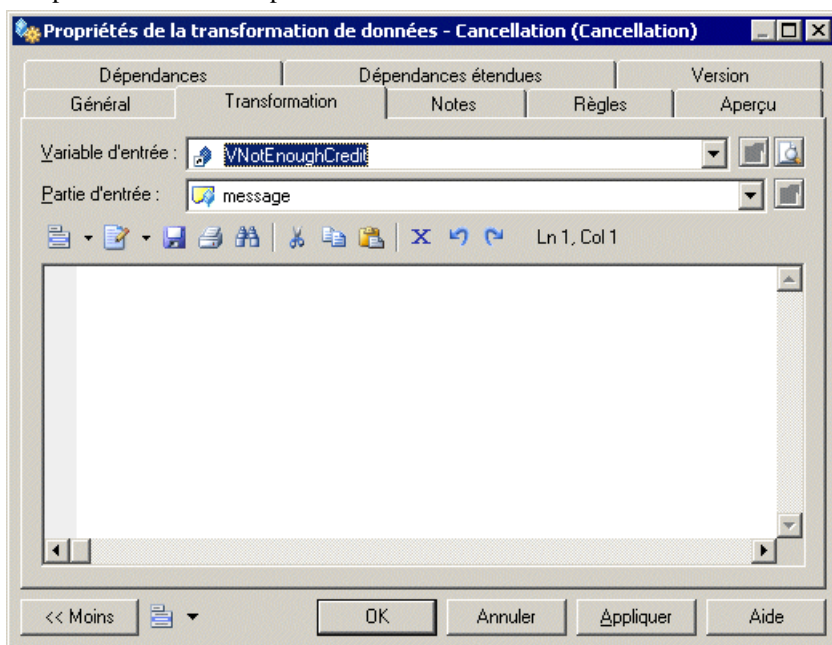 Propriétés de la transformation de données - Cancellation (Cancellation)
Dépendances Dépendances étendues Version
Général Transformation Notes Règles Aperçu
Variable d'entrée : VNotEnoughCredit
Partie d'entrée : message
Ln 1, Col 1
<< Moins OK Annuler Appliquer Aide